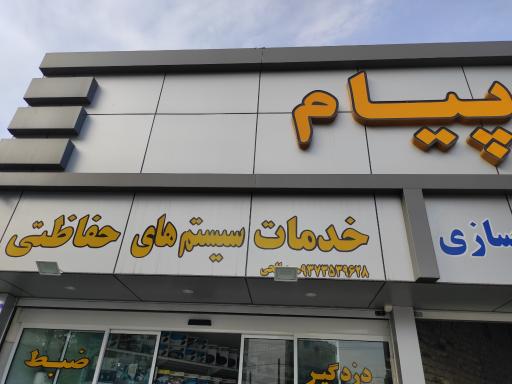 پیام
خدمات سیستم های حفاظتی
سازی
ضبط
دزدگیر